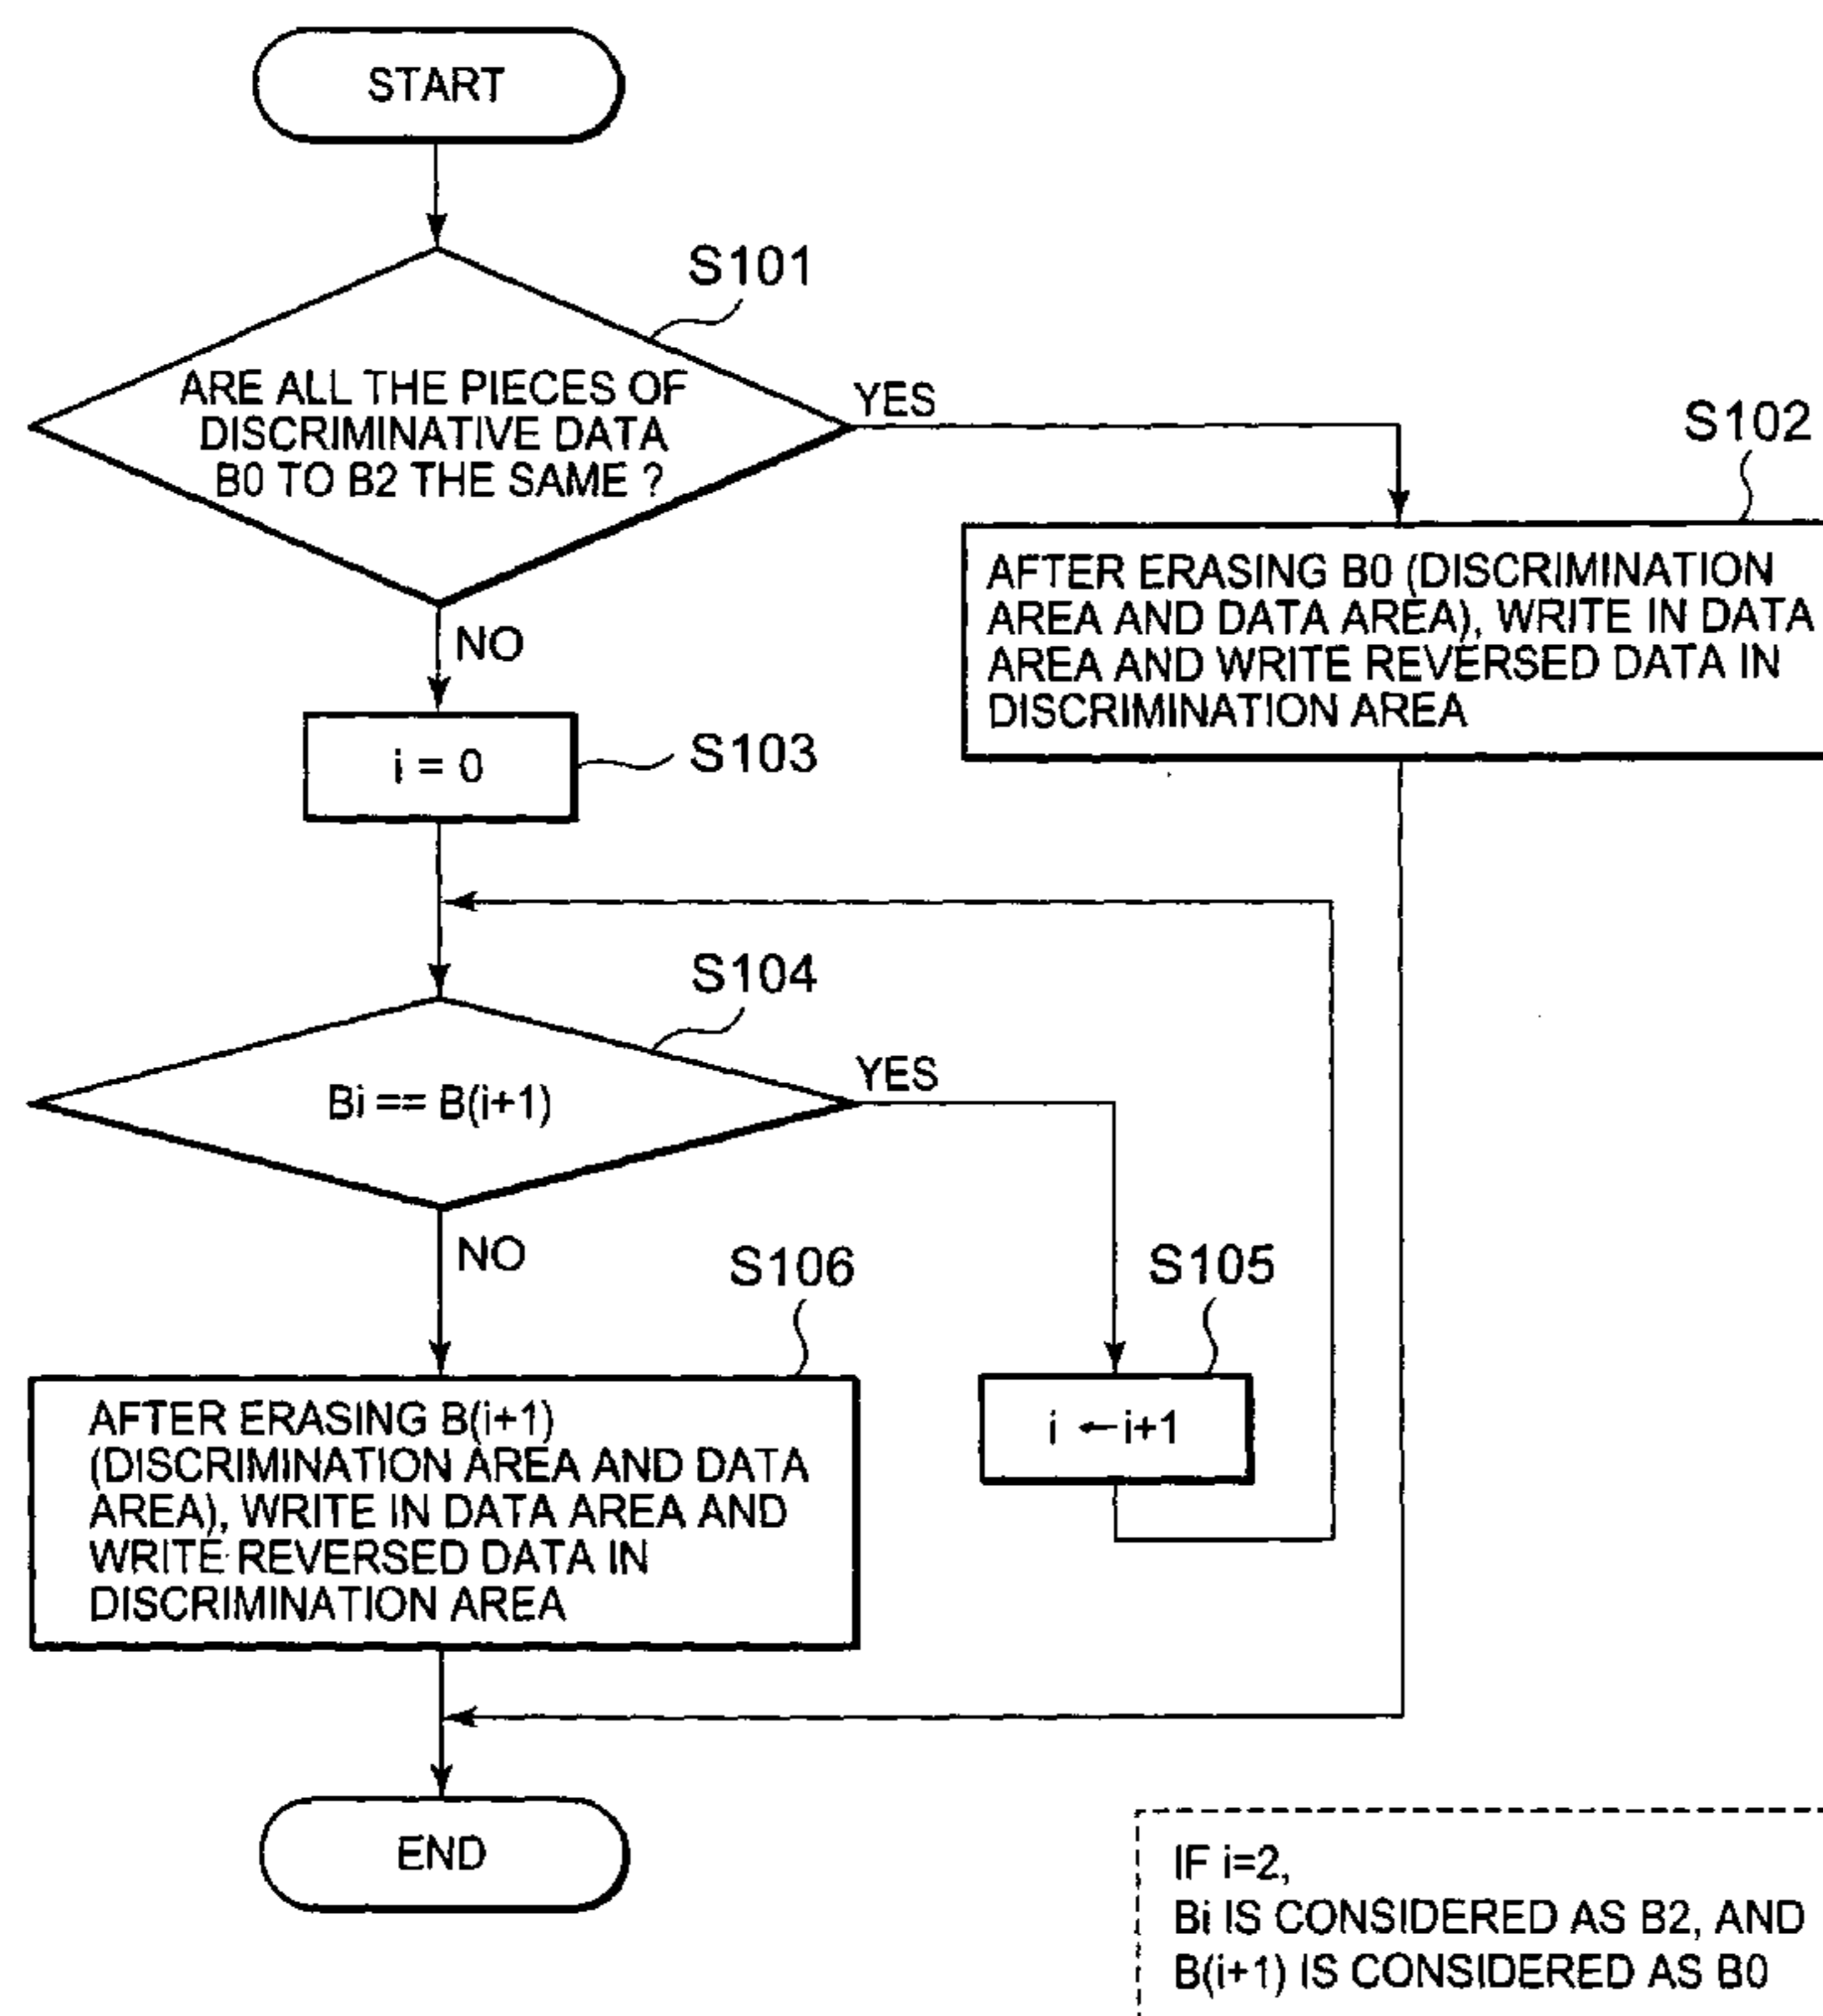 START
S101
ARE ALL THE PIECES OF
DISCRIMINATIVE DATA
B0 TO B2 THE SAME ?
YES
S102
AFTER ERASING B0 (DISCRIMINATION
AREA AND DATA AREA), WRITE IN DATA
AREA AND WRITE REVERSED DATA IN
DISCRIMINATION AREA
NO
i = 0
S103
S104
Bi == B(i+1)
YES
NO
S106
S105
AFTER ERASING B(i+1)
(DISCRIMINATION AREA AND DATA
AREA), WRITE IN DATA AREA AND
WRITE REVERSED DATA IN
DISCRIMINATION AREA
i ←i+1
END
IF i=2,
Bi IS CONSIDERED AS B2, AND
B(i+1) IS CONSIDERED AS B0